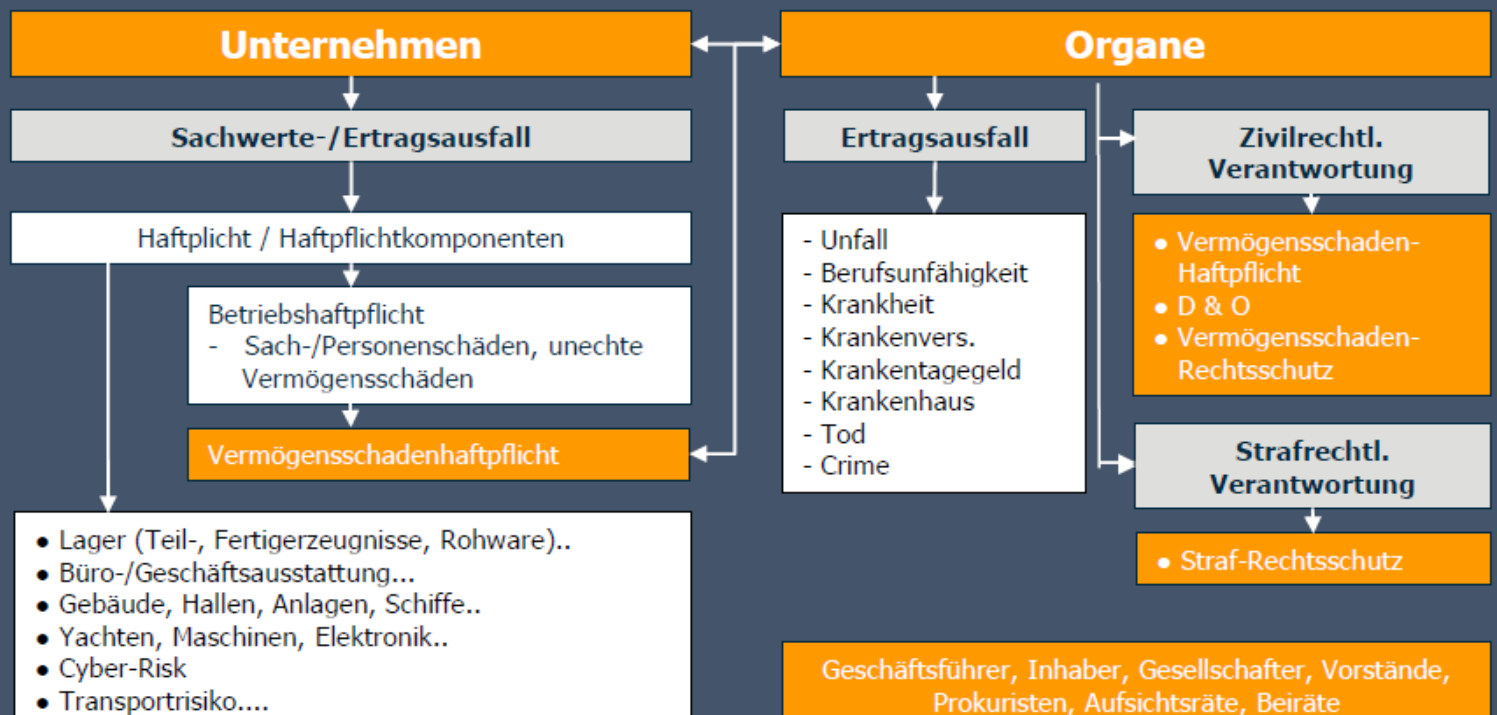 Unternehmen
Sachwerte-/Ertragsausfall
Haftplicht / Haftpflichtkomponenten
Betriebshaftpflicht
- Sach-/Personenschäden, unechte
Vermögensschäden
Vermögensschadenhaftpflicht
● Lager (Teil-, Fertigerzeugnisse, Rohware)..
● Büro-/Geschäftsausstattung...
● Gebäude, Hallen, Anlagen, Schiffe..
● Yachten, Maschinen, Elektronik..
● Cyber-Risk
● Transportrisiko....
Organe
Ertragsausfall
- Unfall
- Berufsunfähigkeit
- Krankheit
- Krankenvers.
- Krankentagegeld
- Krankenhaus
- Tod
- Crime
Zivilrechtl.
Verantwortung
● Vermögensschaden-
Haftpflicht
● D & O
● Vermögensschaden-
Rechtsschutz
Strafrechtl.
Verantwortung
● Straf-Rechtsschutz
Geschäftsführer, Inhaber, Gesellschafter, Vorstände,
Prokuristen, Aufsichtsräte, Beiräte